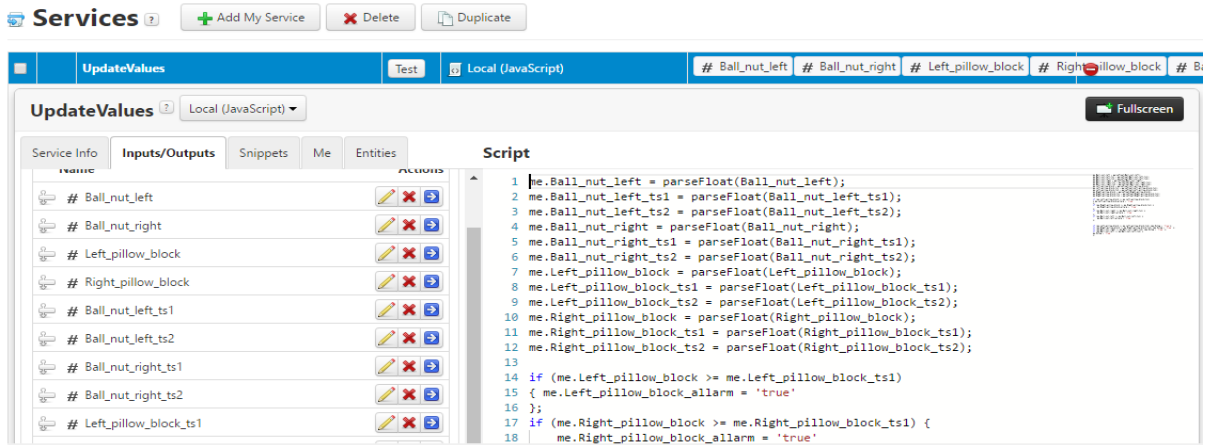 Services ?
Add My Service
Delete
Duplicate
UpdateValues Test Local (JavaScript) # Ball_nut_left # Ball_nut_right # Left_pillow_block # Right pillow_block # B
UpdateValues ? Local (JavaScript)
Fullscreen
Service Info Inputs/Outputs Snippets Me Entities
Name Actions
# Ball_nut_left
# Ball_nut_right
# Left_pillow_block
# Right_pillow_block
# Ball_nut_left_ts1
# Ball_nut_left_ts2
# Ball_nut_right_ts1
# Ball_nut_right_ts2
# Left_pillow_block_ts1
Script
1 me.Ball_nut_left = parseFloat(Ball_nut_left);
2 me.Ball_nut_left_ts1 = parseFloat(Ball_nut_left_ts1);
3 me.Ball_nut_left_ts2 = parseFloat(Ball_nut_left_ts2);
4 me.Ball_nut_right = parseFloat(Ball_nut_right);
5 me.Ball_nut_right_ts1 = parseFloat(Ball_nut_right_ts1);
6 me.Ball_nut_right_ts2 = parseFloat(Ball_nut_right_ts2);
7 me.Left_pillow_block = parseFloat(Left_pillow_block);
8 me.Left_pillow_block_ts1 = parseFloat(Left_pillow_block_ts1);
9 me.Left_pillow_block_ts2 = parseFloat(Left_pillow_block_ts2);
10 me.Right_pillow_block = parseFloat(Right_pillow_block);
11 me.Right_pillow_block_ts1 = parseFloat(Right_pillow_block_ts1);
12 me.Right_pillow_block_ts2 = parseFloat(Right_pillow_block_ts2);
13
14 if (me.Left_pillow_block >= me.Left_pillow_block_ts1)
15 { me.Left_pillow_block_allarm = 'true'
16 };
17 if (me.Right_pillow_block >= me.Right_pillow_block_ts1) {
18 me.Right_pillow_block_allarm = 'true'